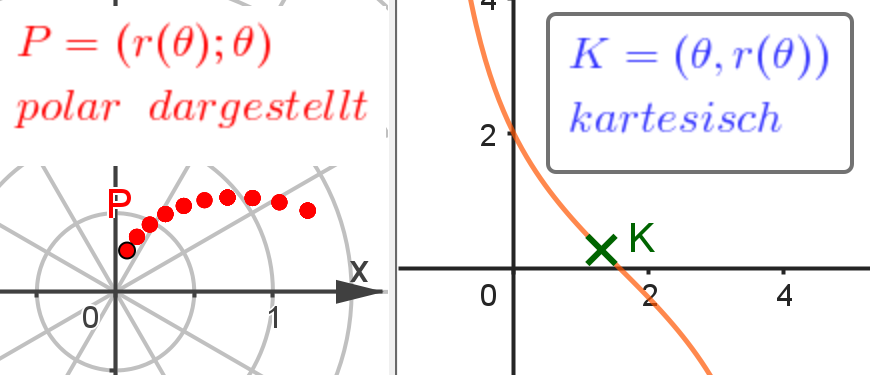 P = (r(θ); θ)
polar dargestellt
P
x
0
1
4
K = (θ, r(θ))
kartesisch
2
K
0
2
4